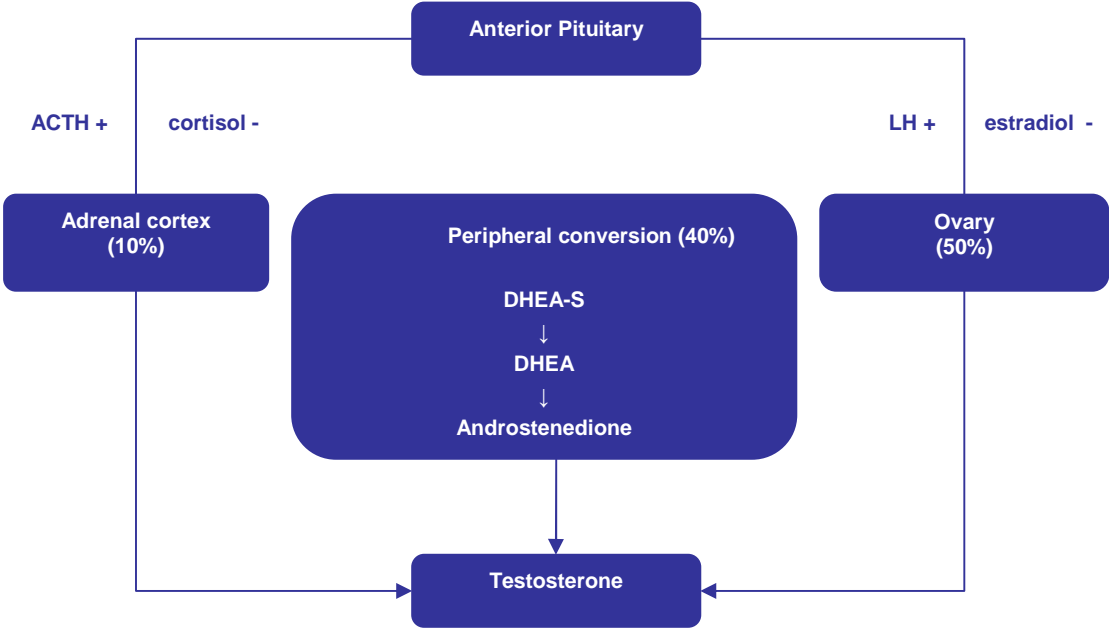 Anterior Pituitary
ACTH + cortisol -
LH + estradiol -
Adrenal cortex
(10%)
Peripheral conversion (40%)
DHEA-S
↓
DHEA
↓
Androstenedione
Ovary
(50%)
Testosterone